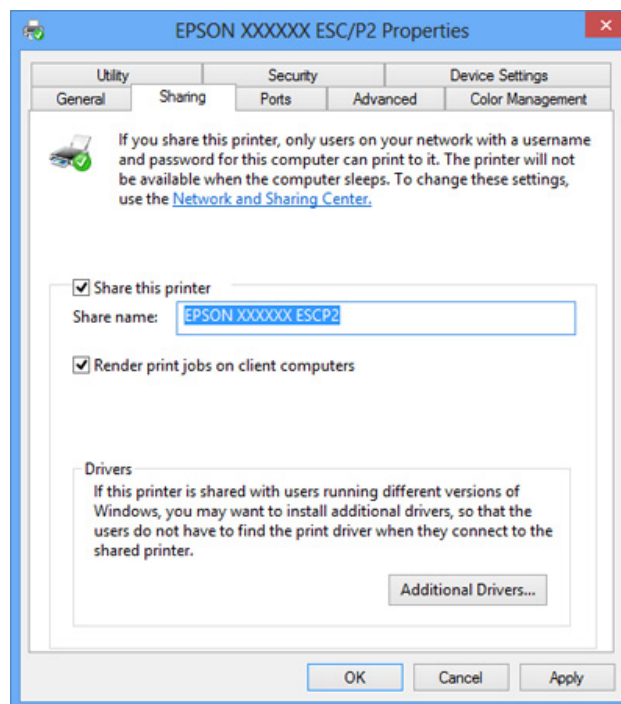 EPSON XXXXXX ESC/P2 Properties
Utility Security Device Settings
General Sharing Ports Advanced Color Management
If you share this printer, only users on your network with a username
and password for this computer can print to it. The printer will not
be available when the computer sleeps. To change these settings,
use the Network and Sharing Center.
Share this printer
Share name: EPSON XXXXXX ESCP2
Render print jobs on client computers
Drivers
If this printer is shared with users running different versions of
Windows, you may want to install additional drivers, so that the
users do not have to find the print driver when they connect to the
shared printer.
Additional Drivers...
OK Cancel Apply